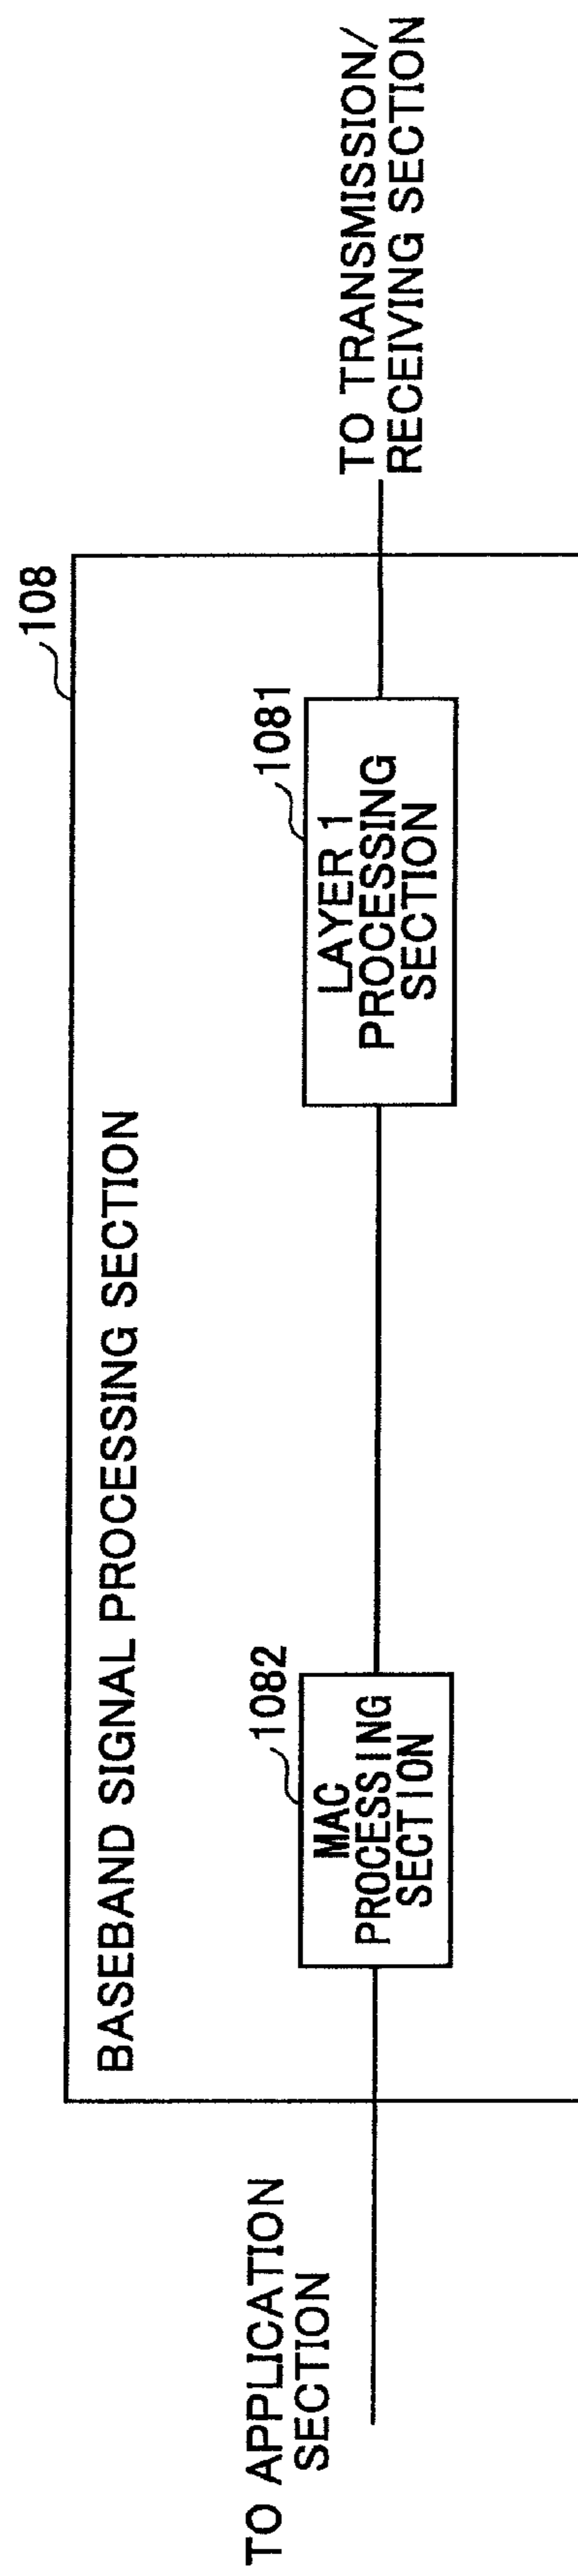 108
BASEBAND SIGNAL PROCESSING SECTION
TO APPLICATION
SECTION
1082
MAC
PROCESSING
SECTION
1081
LAYER 1
PROCESSING
SECTION
TO TRANSMISSION/
RECEIVING SECTION